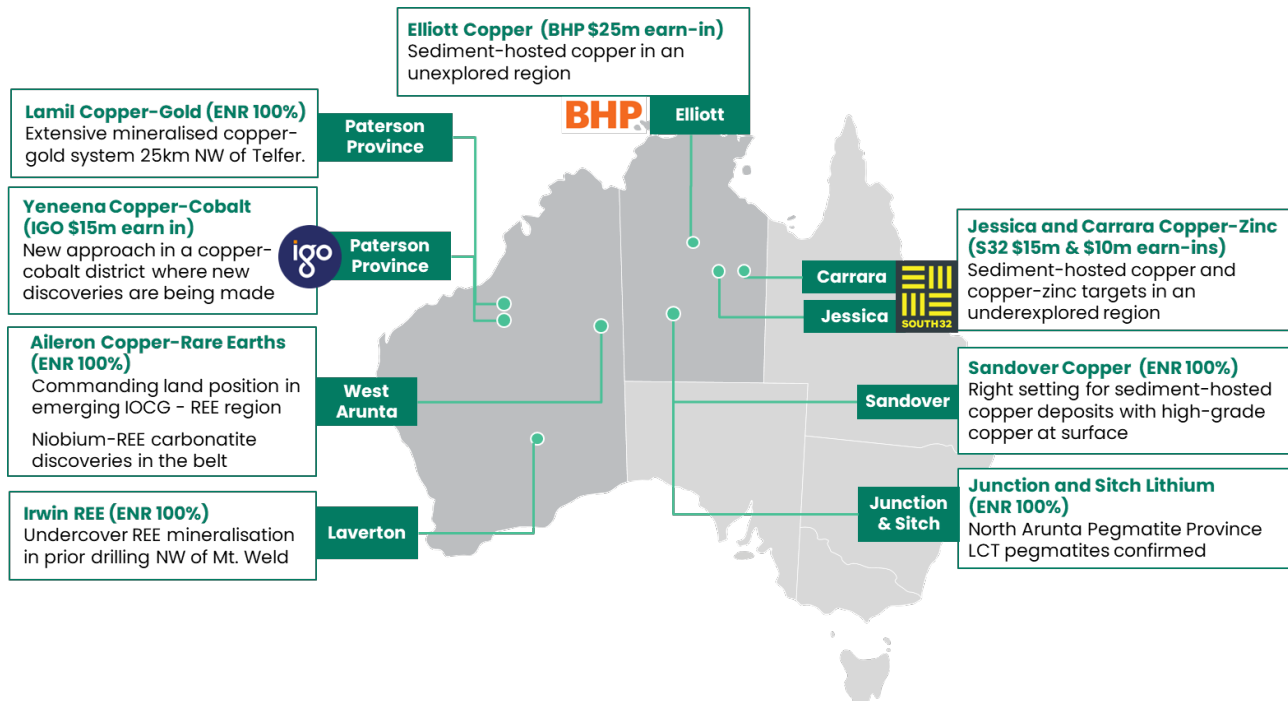 Elliott Copper (BHP $25m earn-in)
Sediment-hosted copper in an
unexplored region
BHP
Elliott
Lamil Copper-Gold (ENR 100%)
Extensive mineralised copper-
gold system 25km NW of Telfer.
Paterson
Province
Yeneena Copper-Cobalt
(IGO $15m earn in)
New approach in a copper-
cobalt district where new
discoveries are being made
igo
Paterson
Province
Jessica and Carrara Copper-Zinc
(S32 $15m & $10m earn-ins)
Sediment-hosted copper and
copper-zinc targets in an
underexplored region
Carrara
Jessica
SOUTH32
Aileron Copper-Rare Earths
(ENR 100%)
Commanding land position in
emerging IOCG - REE region
Niobium-REE carbonatite
discoveries in the belt
West
Arunta
Sandover Copper (ENR 100%)
Right setting for sediment-hosted
copper deposits with high-grade
copper at surface
Sandover
Irwin REE (ENR 100%)
Undercover REE mineralisation
in prior drilling NW of Mt. Weld
Laverton
Junction and Sitch Lithium
(ENR 100%)
North Arunta Pegmatite Province
LCT pegmatites confirmed
Junction
& Sitch